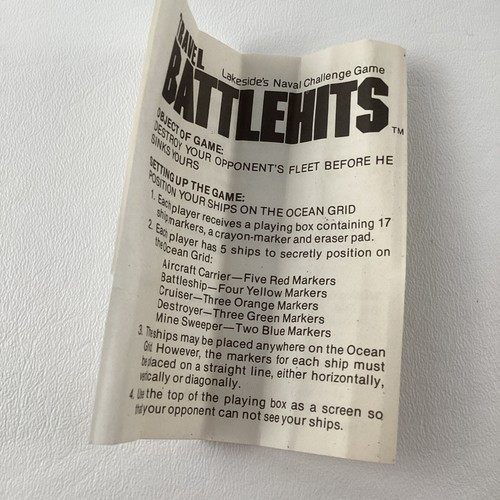 TRAVEL
Lakeside's Naval Challenge Game
BATTLEHITS™
OBJECT OF GAME:
DESTROY YOUR OPPONENT'S FLEET BEFORE HE
SINKS YOURS
SETTING UP THE GAME:
POSITION YOUR SHIPS ON THE OCEAN GRID
1. Each player receives a playing box containing 17
ship markers, a crayon-marker and eraser pad.
2. Each player has 5 ships to secretly position on
the Ocean Grid:
Aircraft Carrier—Five Red Markers
Battleship—Four Yellow Markers
Cruiser—Three Orange Markers
Destroyer—Three Green Markers
Mine Sweeper—Two Blue Markers
3. The ships may be placed anywhere on the Ocean
Grid. However, the markers for each ship must
be placed on a straight line, either horizontally,
vertically or diagonally.
4. Use the top of the playing box as a screen so
that your opponent can not see your ships.